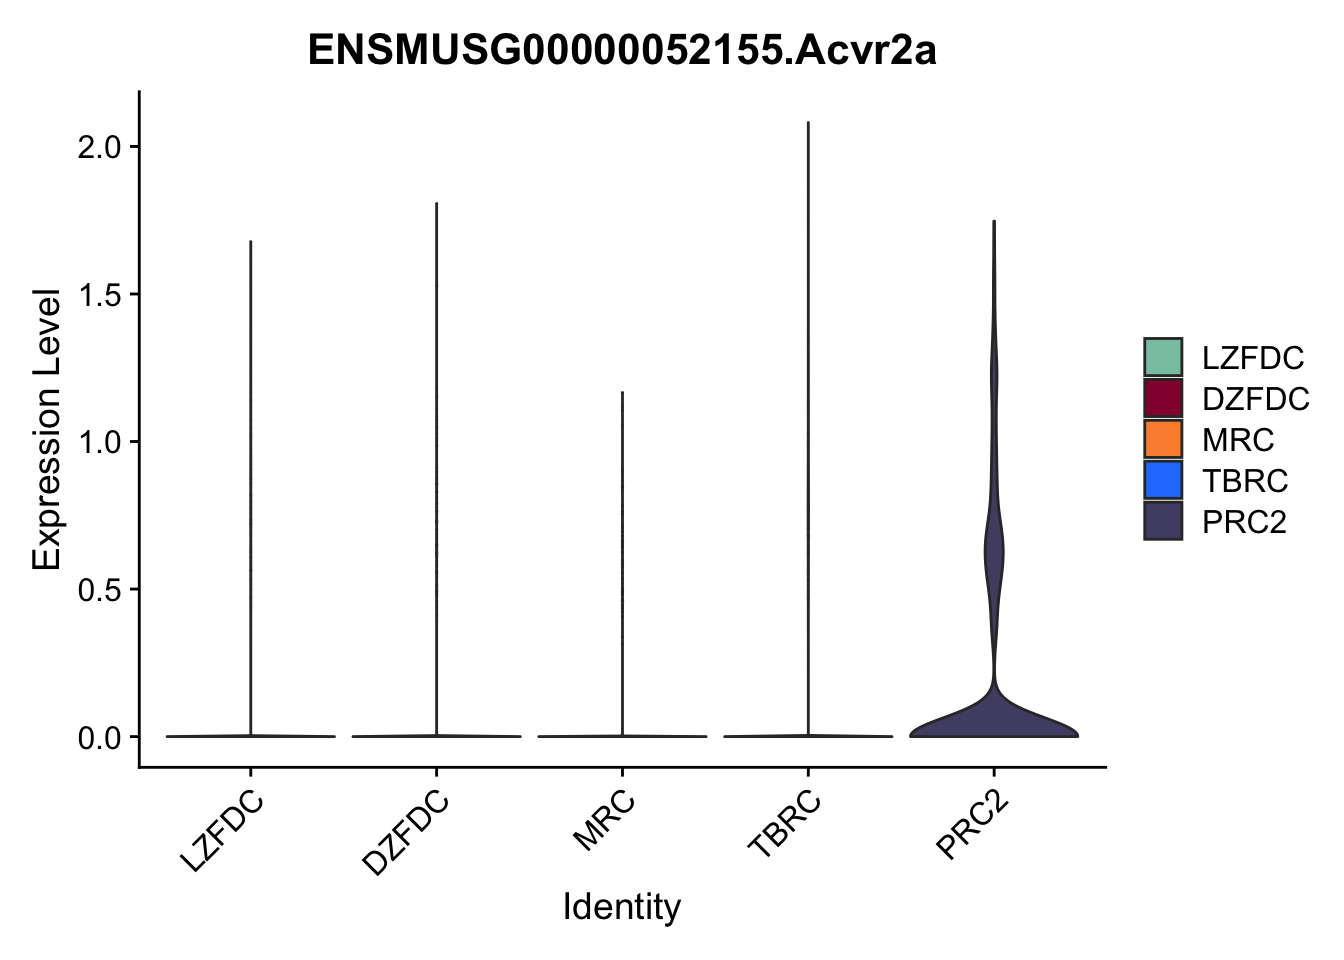 ENSMUSG00000052155.Acvr2a
Expression Level
2.0
1.5
1.0
0.5
0.0
LZFDC
DZFDC
MRC
TBRC
PRC2
Identity
LZFDC
DZFDC
MRC
TBRC
PRC2